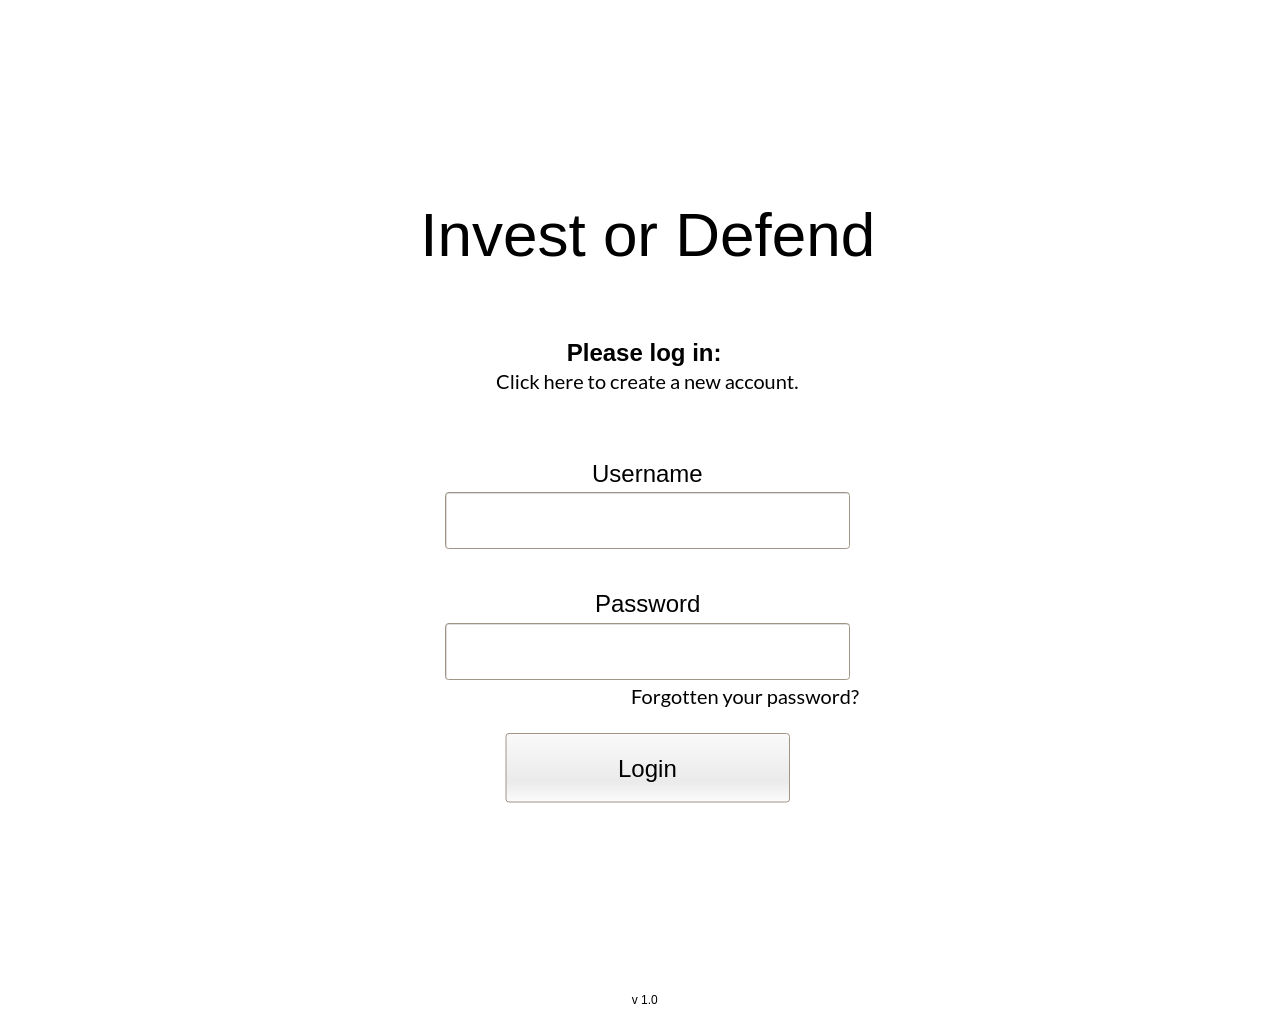 Invest or Defend
Please log in:
Click here to create a new account.
Username
Password
Forgotten your password?
Login
v 1.0